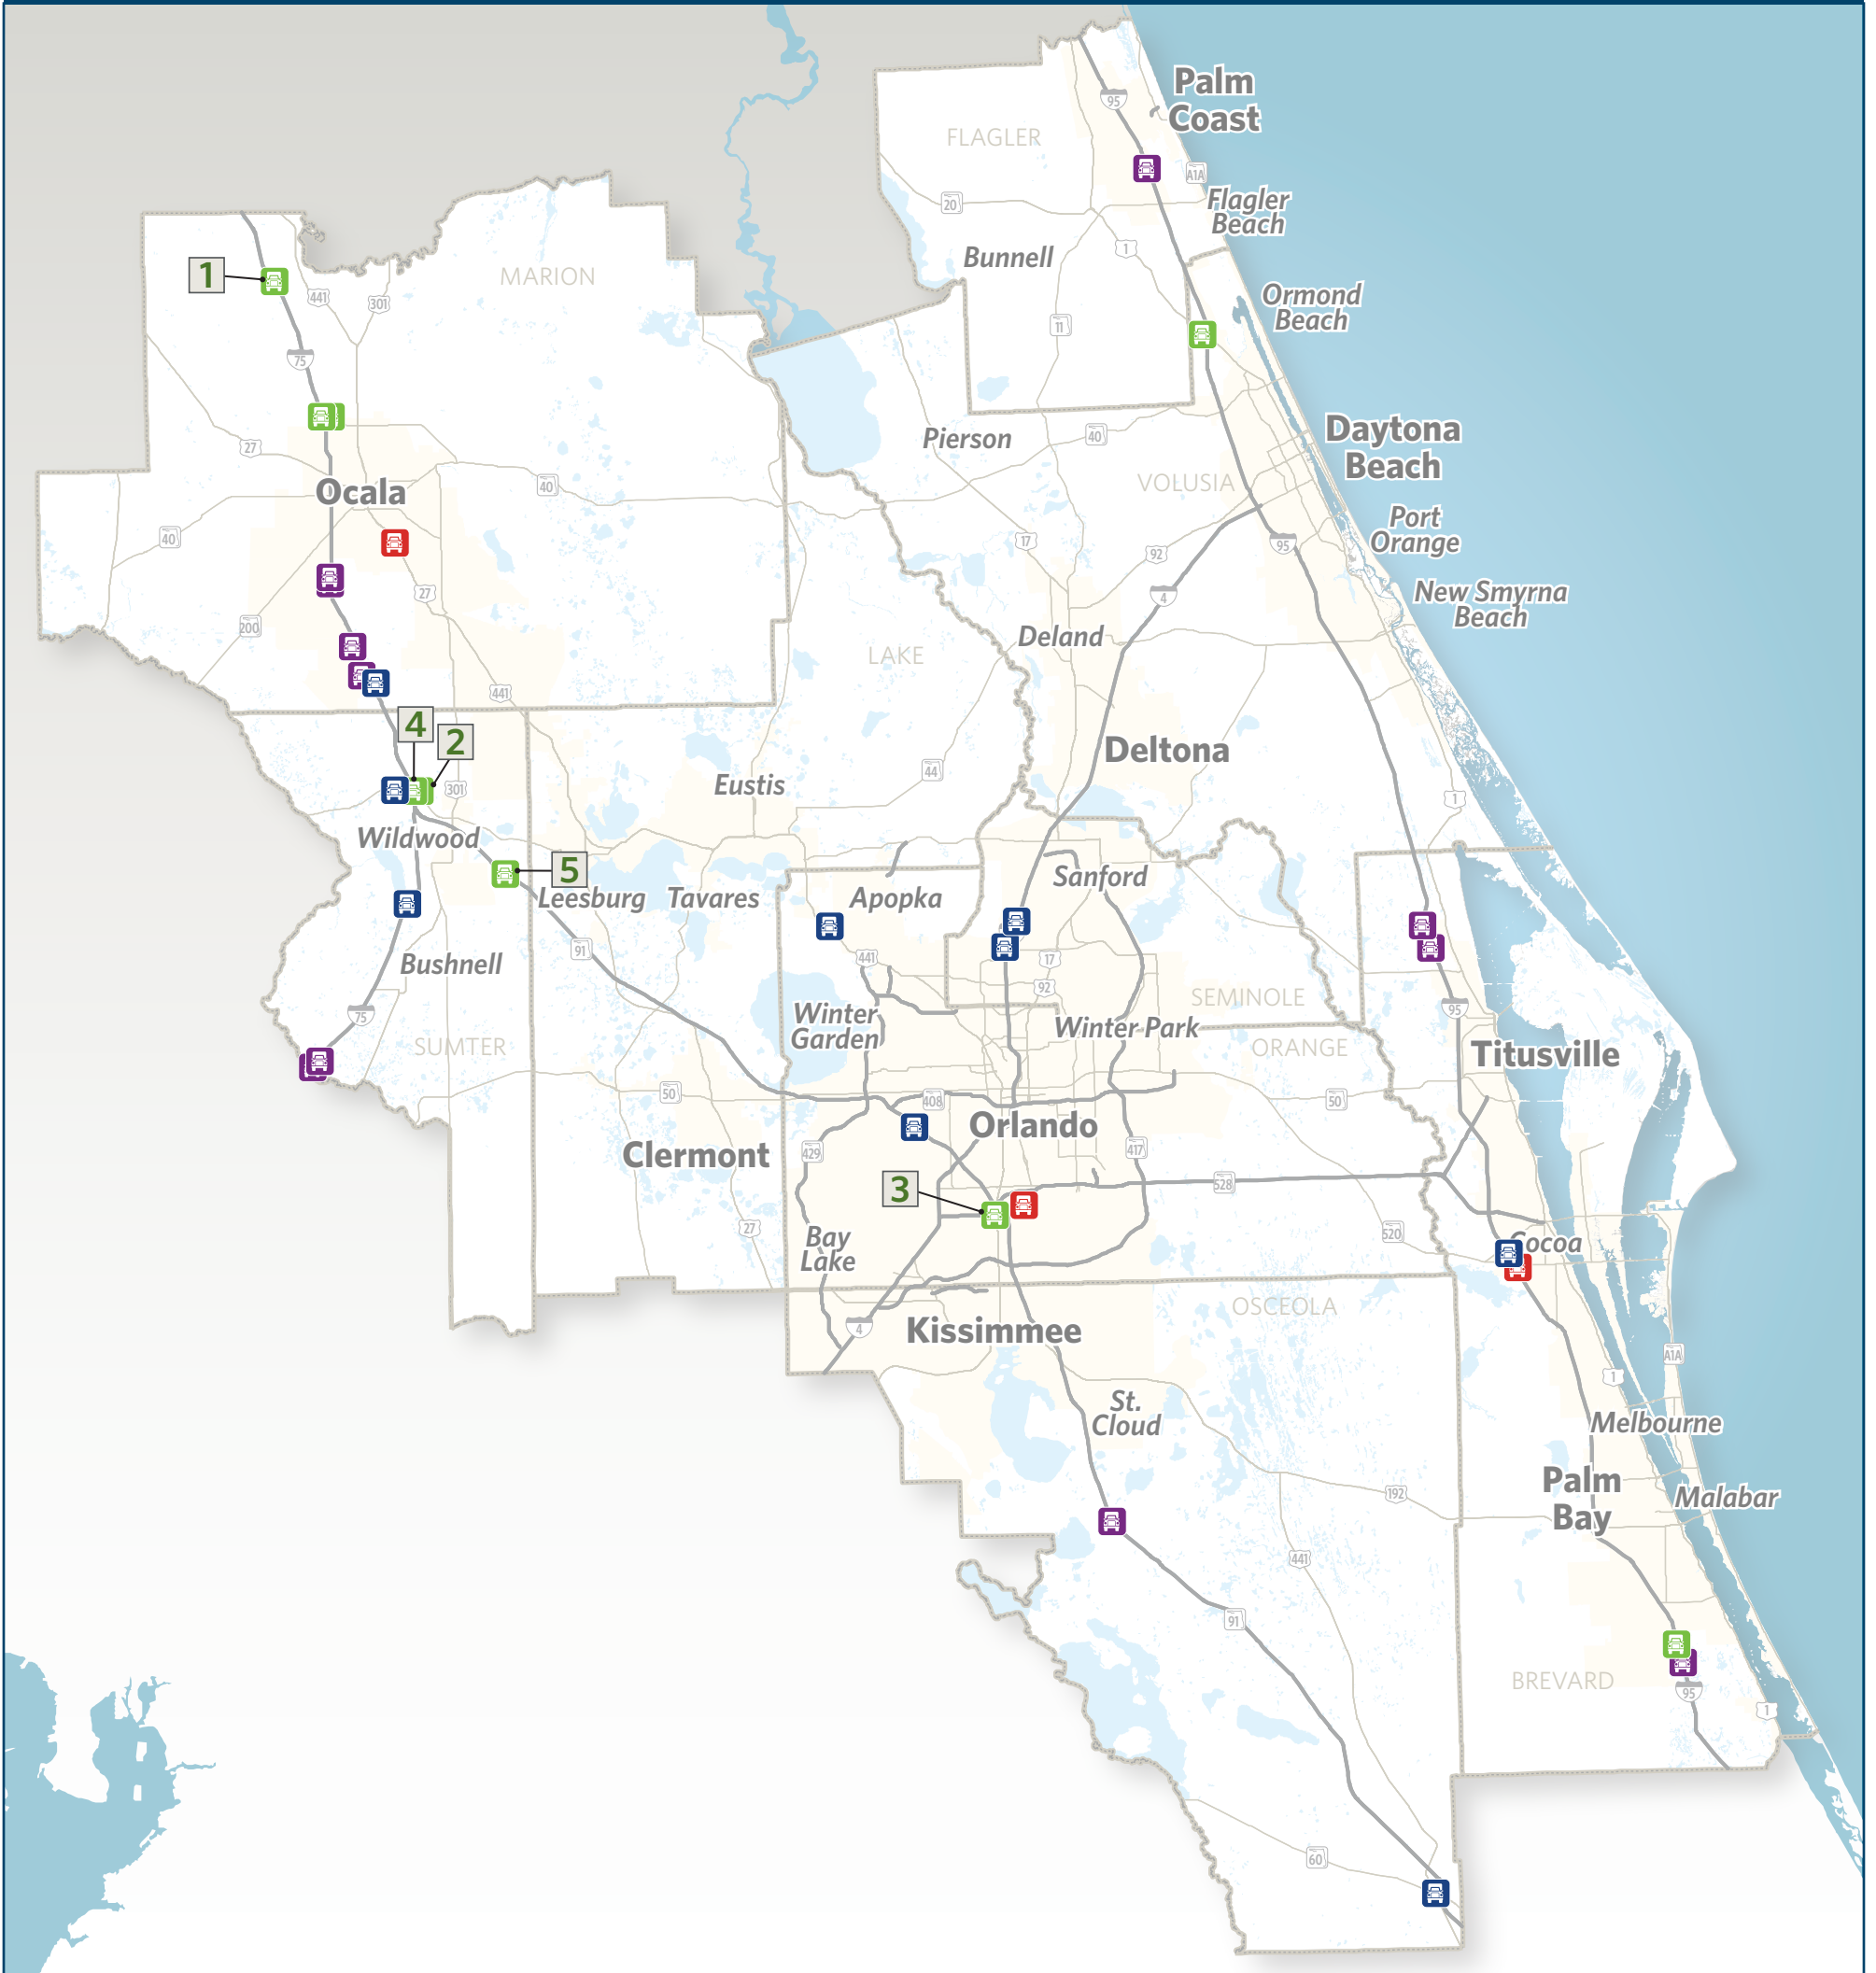 Palm
Coast
95
FLAGLER
A1A
20
Flagler
Beach
1
Bunnell
MARION
1
441
301
Ormond
Beach
11
75
Daytona
Beach
Pierson
40
27
VOLUSIA
Ocala
40
40
Port
Orange
17
92
95
27
4
New Smyrna
Beach
200
Deland
LAKE
441
4
2
Deltona
44
Eustis
301
1
Wildwood
5
Leesburg
Tavares
Apopka
Sanford
91
441
17
Bushnell
92
SEMINOLE
95
75
Winter
Garden
Winter Park
SUMTER
ORANGE
Titusville
50
408
50
Orlando
Clermont
429
417
3
528
27
Bay
Lake
520
Cocoa
OSCEOLA
4
Kissimmee
A1A
1
St.
Cloud
Melbourne
Palm
Bay
192
Malabar
441
91
BREVARD
95
1
60